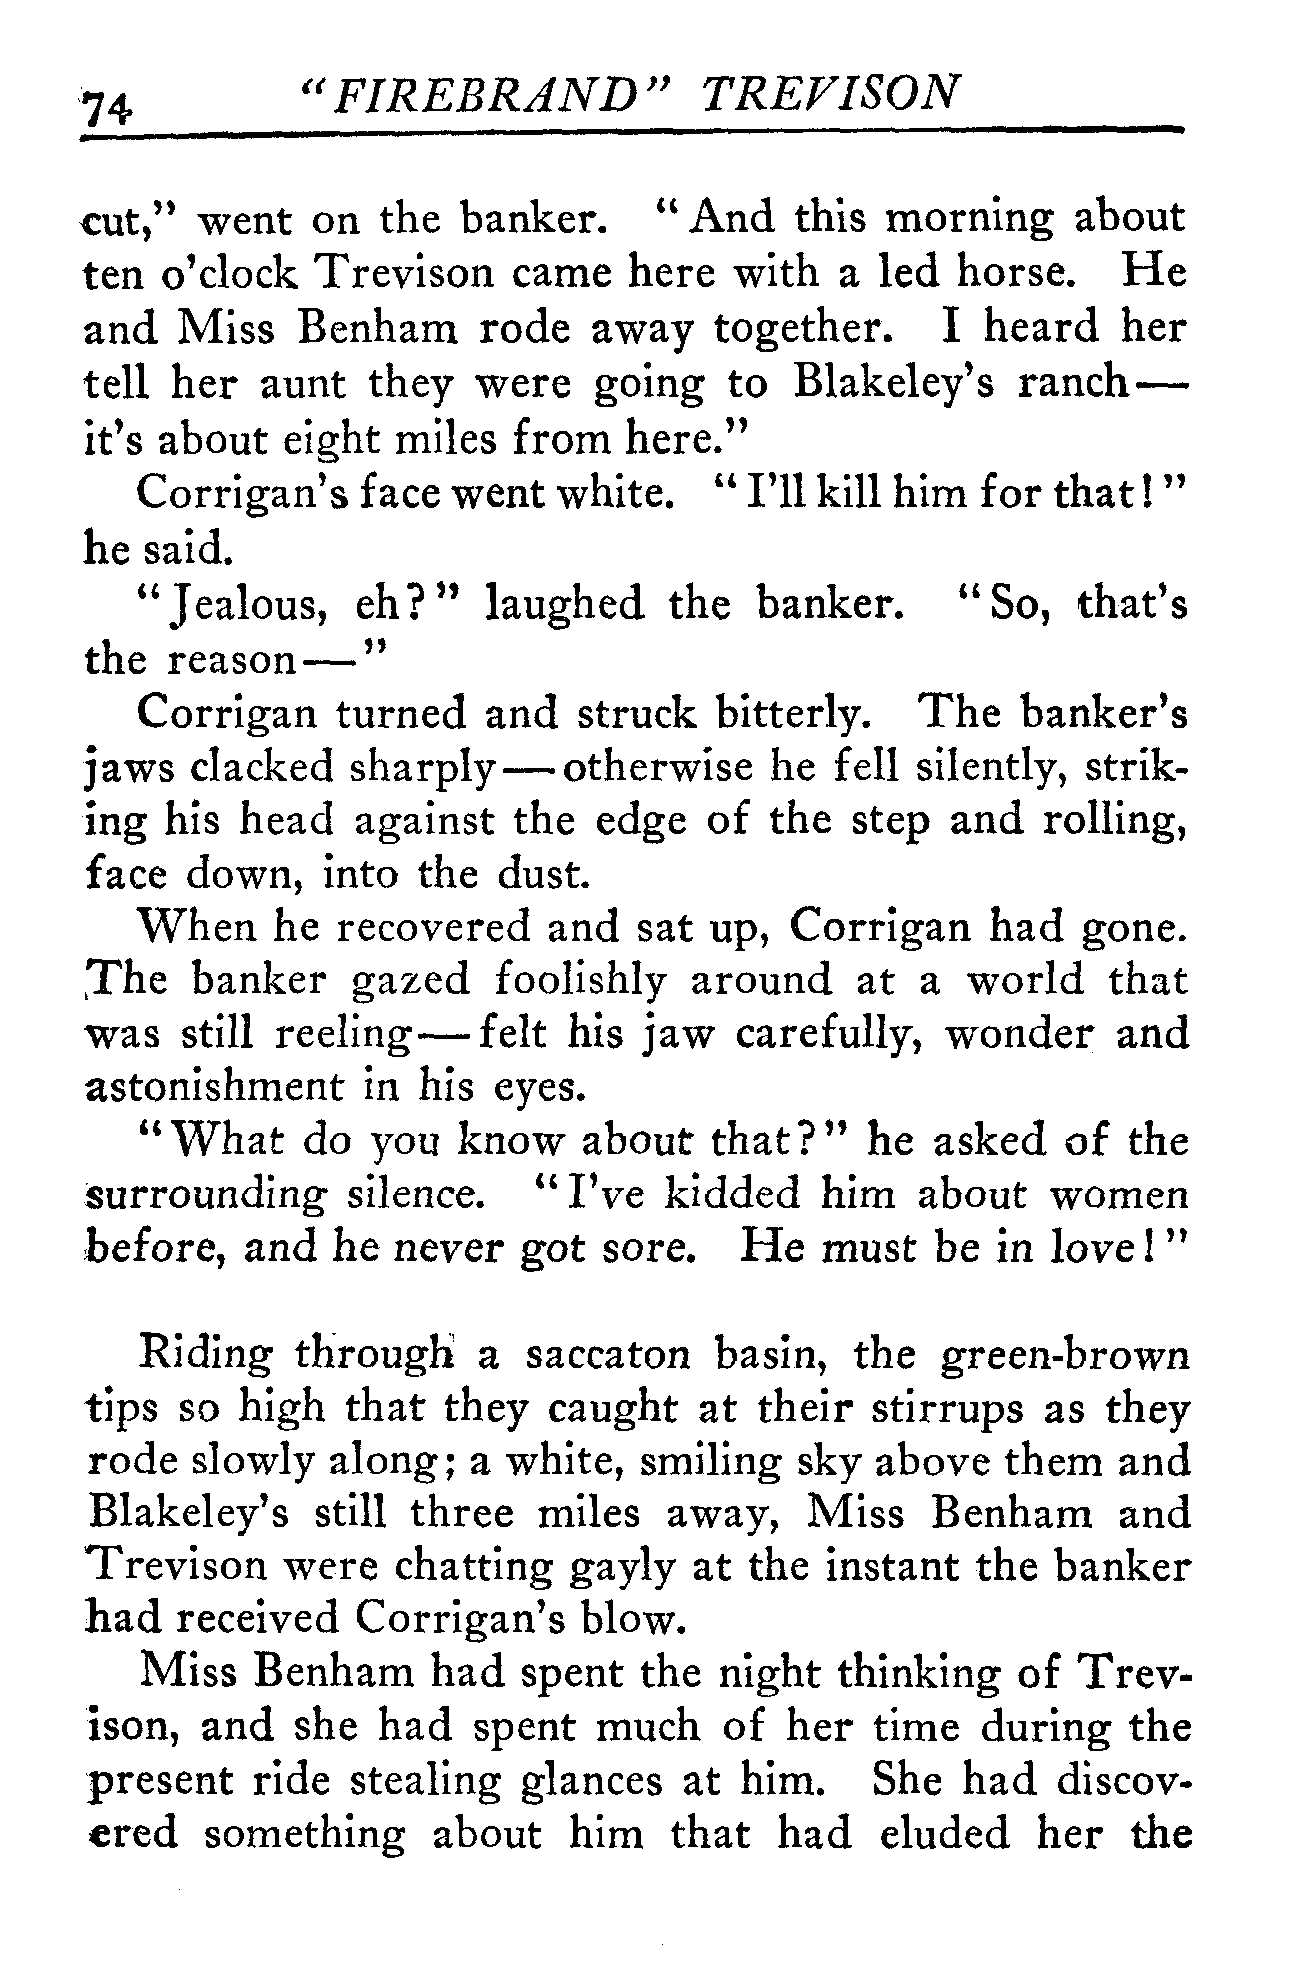 74 "FIREBRAND" TREVISON
cut," went on the banker. "And this morning about
ten o'clock Trevison came here with a led horse. He
and Miss Benham rode away together. I heard her
tell her aunt they were going to Blakeley's ranch—
it's about eight miles from here."
Corrigan's face went white. "I'll kill him for that!"
he said.
"Jealous, eh?" laughed the banker. "So, that's
the reason—"
Corrigan turned and struck bitterly. The banker's
jaws clacked sharply—otherwise he fell silently, strik-
ing his head against the edge of the step and rolling,
face down, into the dust.
When he recovered and sat up, Corrigan had gone.
The banker gazed foolishly around at a world that
was still reeling—felt his jaw carefully, wonder and
astonishment in his eyes.
"What do you know about that?" he asked of the
surrounding silence. "I've kidded him about women
before, and he never got sore. He must be in love!"
Riding through a saccaton basin, the green-brown
tips so high that they caught at their stirrups as they
rode slowly along; a white, smiling sky above them and
Blakeley's still three miles away, Miss Benham and
Trevison were chatting gayly at the instant the banker
had received Corrigan's blow.
Miss Benham had spent the night thinking of Trev-
ison, and she had spent much of her time during the
present ride stealing glances at him. She had discov-
ered something about him that had eluded her the